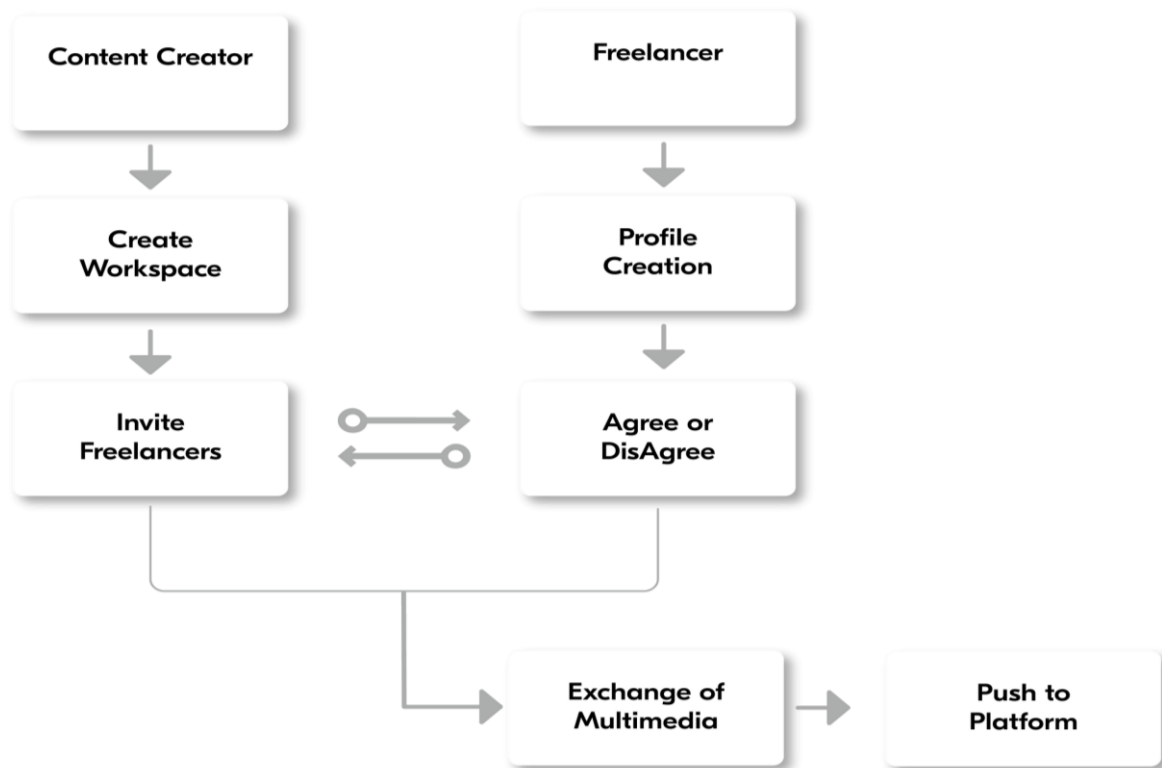 Content Creator
Freelancer
Create
Workspace
Profile
Creation
Invite
Freelancers
Agree or
DisAgree
Exchange of
Multimedia
Push to
Platform